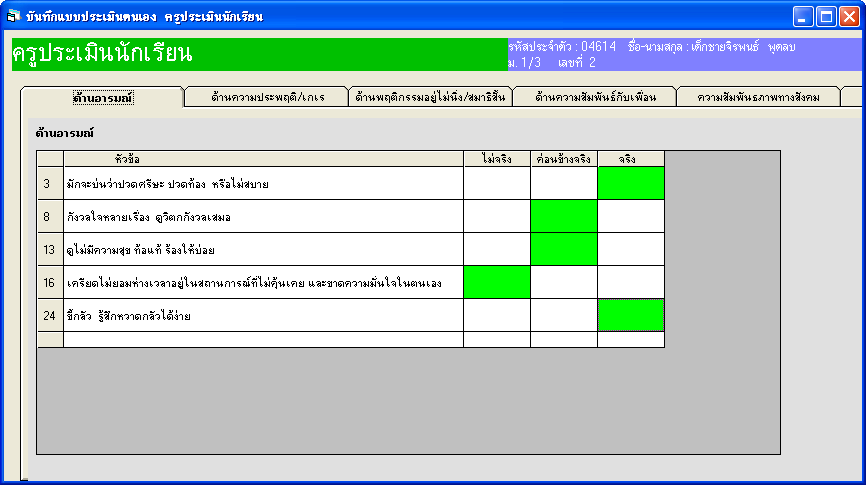 บันทึกแบบประเมินตนเอง ครูประเมินนักเรียน
ครูประเมินนักเรียน
รหัสประจำตัว : 04614 ชื่อ-นามสกุล : เด็กชายจิรพนธ์ พูตลบ
ม. 1/3 เลขที่ 2
ด้านอารมณ์ ด้านความประพฤติ/เกเร ด้านพฤติกรรมอยู่ไม่นิ่ง/สมาธิสั้น ด้านความสัมพันธ์กับเพื่อน ความสัมพันธภาพทางสังคม
ด้านอารมณ์
หัวข้อ ไม่จริง ค่อนข้างจริง จริง
3 มักจะบ่นว่าปวดศรีษะ ปวดท้อง หรือไม่สบาย
8 กังวลใจหลายเรื่อง ดูวิตกกังวลเสมอ
13 ดูไม่มีความสุข ท้อแท้ ร้องไห้บ่อย
16 เครียดไม่ยอมห่างเวลาอยู่ในสถานการณ์ที่ไม่คุ้นเคย และขาดความมั่นใจในตนเอง
24 ขี้กลัว รู้สึกหวาดกลัวได้ง่าย